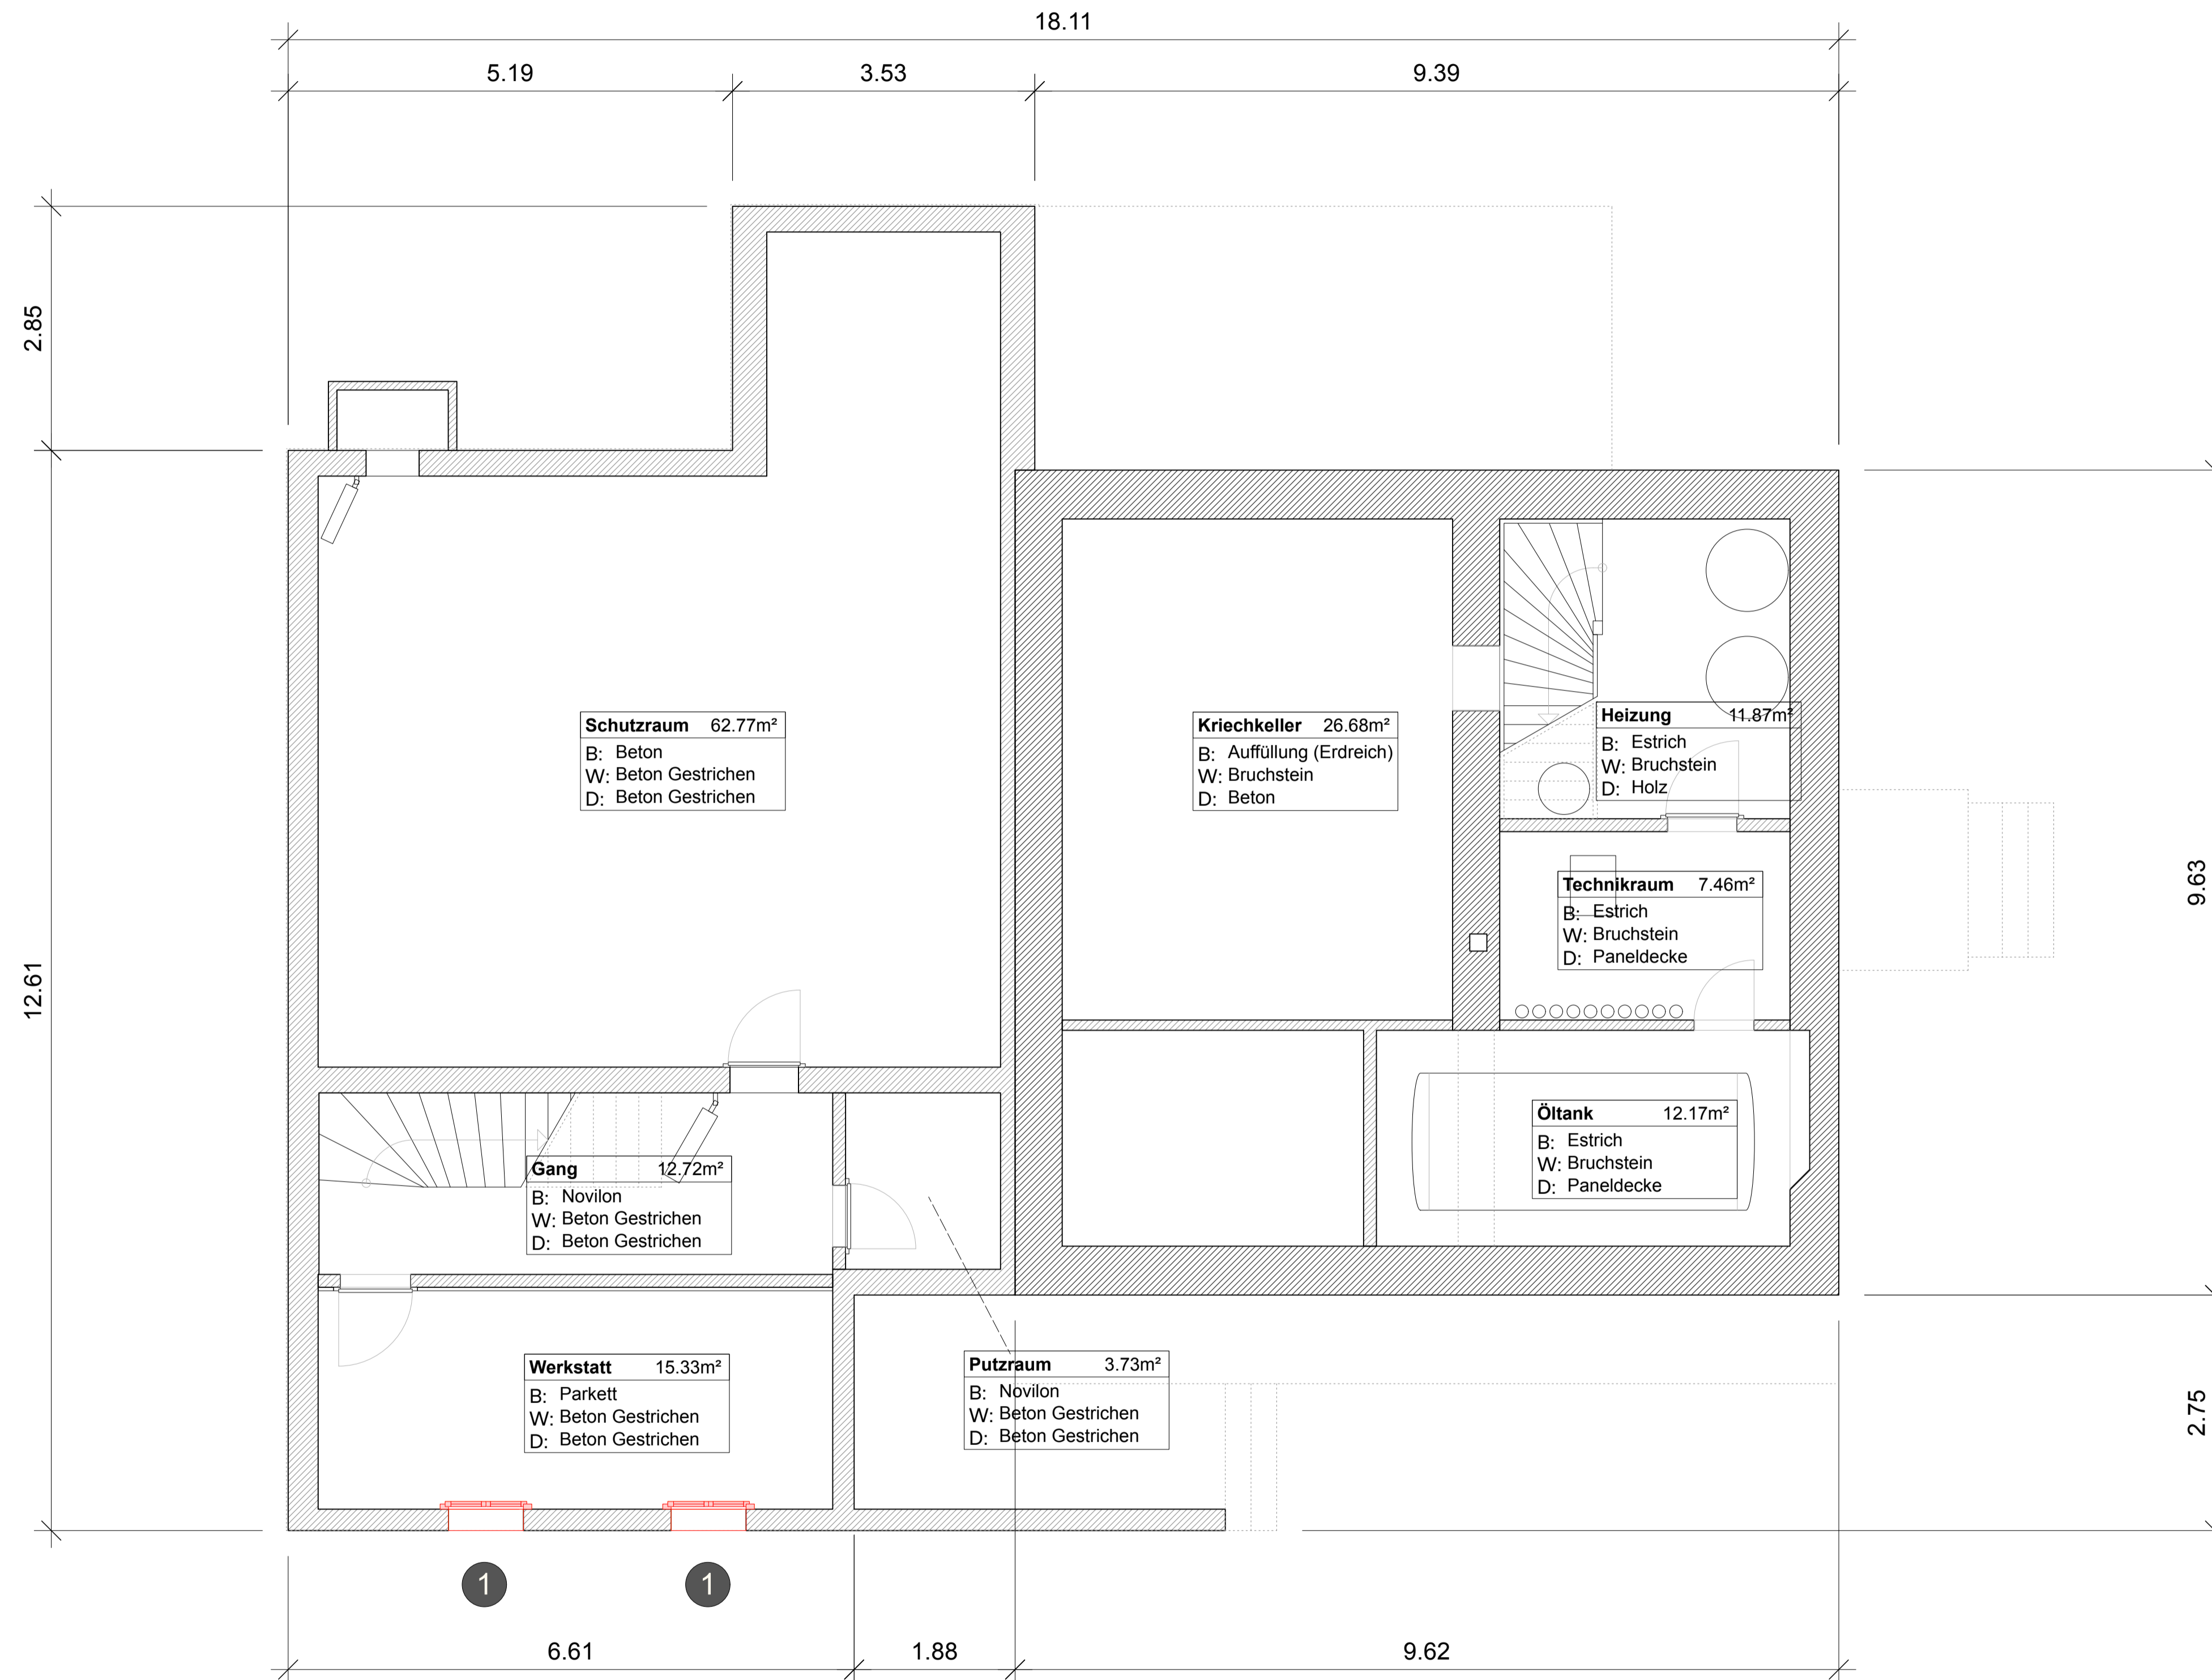 18.11
5.19
3.53
9.39
2.85
12.61
9.63
2.75
Schutzraum 62.77m²
B: Beton
W: Beton Gestrichen
D: Beton Gestrichen
Kriechkeller 26.68m²
B: Auffüllung (Erdreich)
W: Bruchstein
D: Beton
Heizung 11.87m²
B: Estrich
W: Bruchstein
D: Holz
Technikraum 7.46m²
B: Estrich
W: Bruchstein
D: Paneldecke
Öltank 12.17m²
B: Estrich
W: Bruchstein
D: Paneldecke
Gang 12.72m²
B: Novilon
W: Beton Gestrichen
D: Beton Gestrichen
Werkstatt 15.33m²
B: Parkett
W: Beton Gestrichen
D: Beton Gestrichen
Putzraum 3.73m²
B: Novilon
W: Beton Gestrichen
D: Beton Gestrichen
1
1
6.61
1.88
9.62